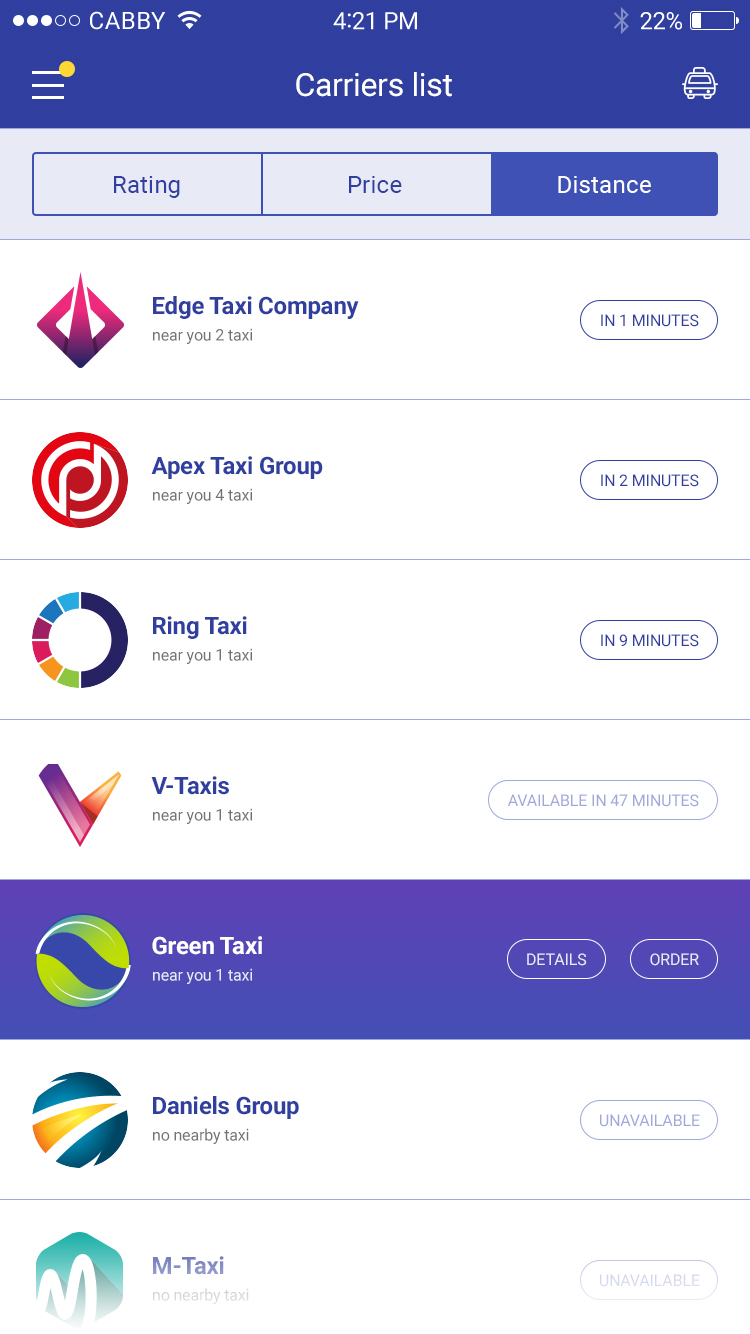 CABBY 4:21 PM 22%
Carriers list
Rating Price Distance
Edge Taxi Company
near you 2 taxi
IN 1 MINUTES
Apex Taxi Group
near you 4 taxi
IN 2 MINUTES
Ring Taxi
near you 1 taxi
IN 9 MINUTES
V-Taxis
near you 1 taxi
AVAILABLE IN 47 MINUTES
Green Taxi
near you 1 taxi
DETAILS ORDER
Daniels Group
no nearby taxi
UNAVAILABLE
M-Taxi
no nearby taxi
UNAVAILABLE